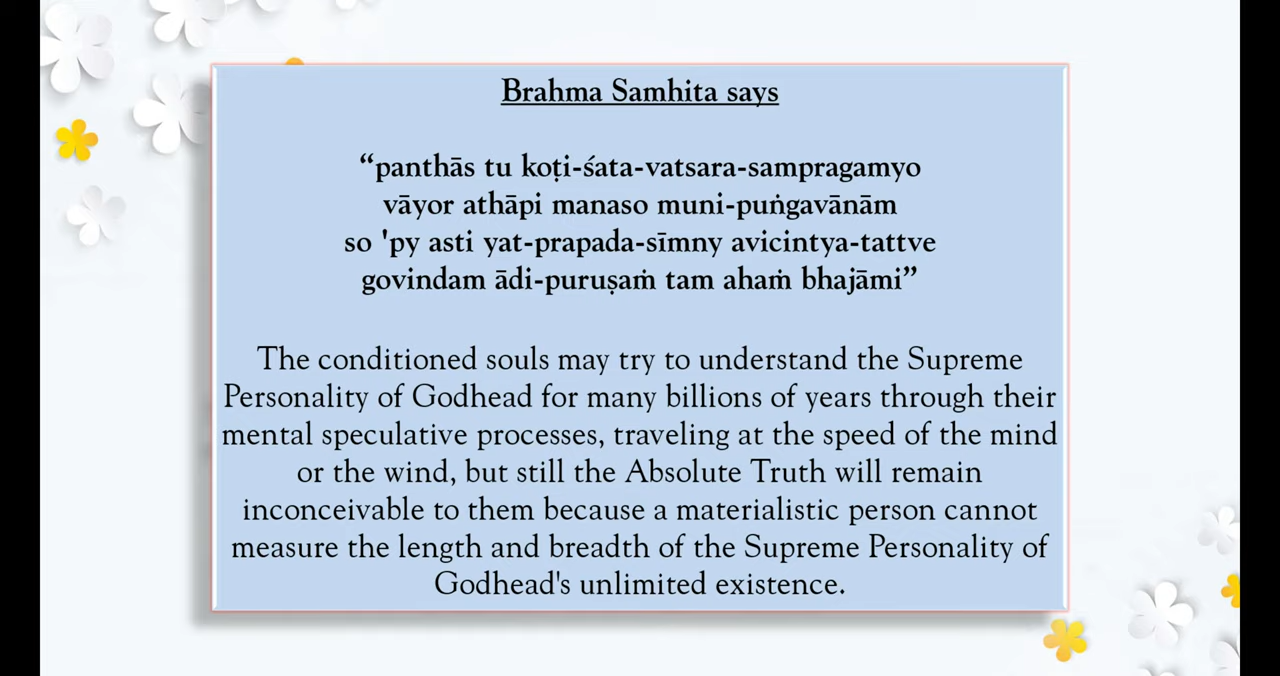 Brahma Samhita says
“panthās tu koṭi-śata-vatsara-sampragamyo
vāyor athāpi manaso muni-puṅgavānām
so 'py asti yat-prapada-sīmny avicintya-tattve
govindam ādi-puruṣaṁ tam ahaṁ bhajāmi”
The conditioned souls may try to understand the Supreme
Personality of Godhead for many billions of years through their
mental speculative processes, traveling at the speed of the mind
or the wind, but still the Absolute Truth will remain
inconceivable to them because a materialistic person cannot
measure the length and breadth of the Supreme Personality of
Godhead's unlimited existence.